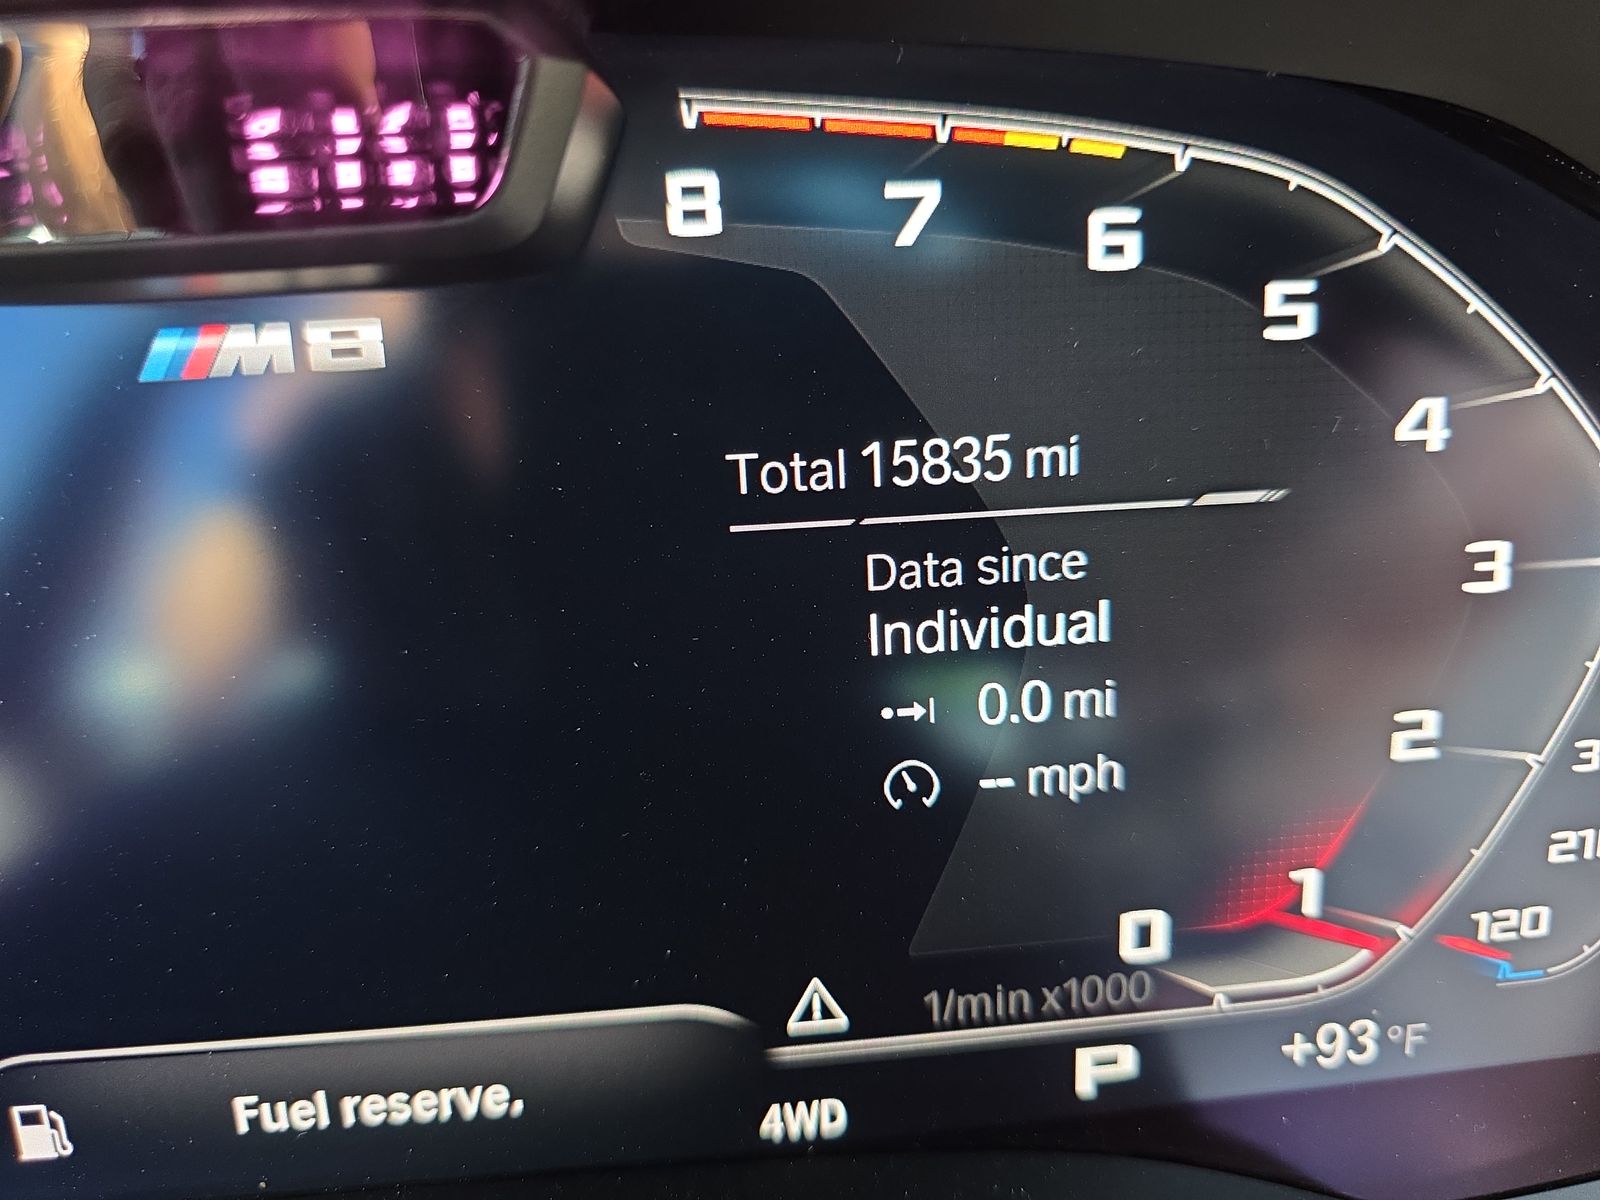 8
7
6
5
4
3
2
1
0
M8
Total 15835 mi
Data since
Individual
0.0 mi
-- mph
120
1/min x1000
P
+93°F
Fuel reserve.
4WD